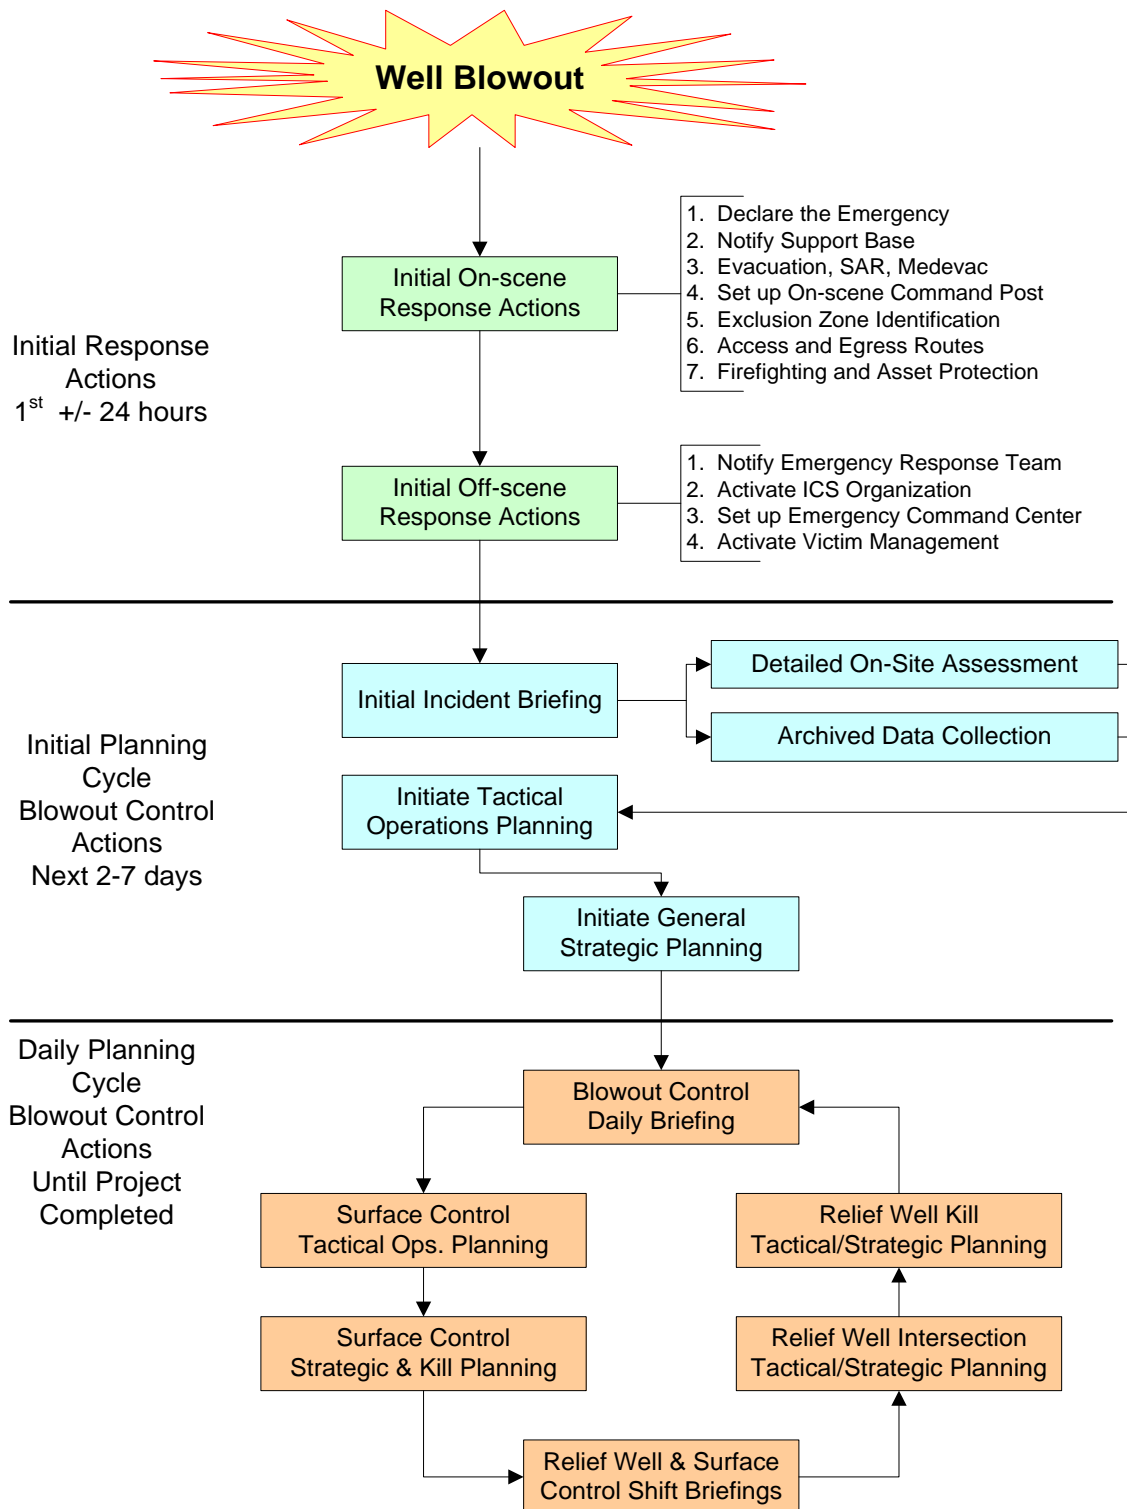 Well Blowout
1. Declare the Emergency
2. Notify Support Base
3. Evacuation, SAR, Medevac
4. Set up On-scene Command Post
5. Exclusion Zone Identification
6. Access and Egress Routes
7. Firefighting and Asset Protection
Initial On-scene
Response Actions
Initial Response
Actions
1st +/- 24 hours
1. Notify Emergency Response Team
2. Activate ICS Organization
3. Set up Emergency Command Center
4. Activate Victim Management
Initial Off-scene
Response Actions
Initial Incident Briefing
Detailed On-Site Assessment
Archived Data Collection
Initial Planning
Cycle
Blowout Control
Actions
Next 2-7 days
Initiate Tactical
Operations Planning
Initiate General
Strategic Planning
Daily Planning
Cycle
Blowout Control
Actions
Until Project
Completed
Blowout Control
Daily Briefing
Surface Control
Tactical Ops. Planning
Relief Well Kill
Tactical/Strategic Planning
Surface Control
Strategic & Kill Planning
Relief Well Intersection
Tactical/Strategic Planning
Relief Well & Surface
Control Shift Briefings